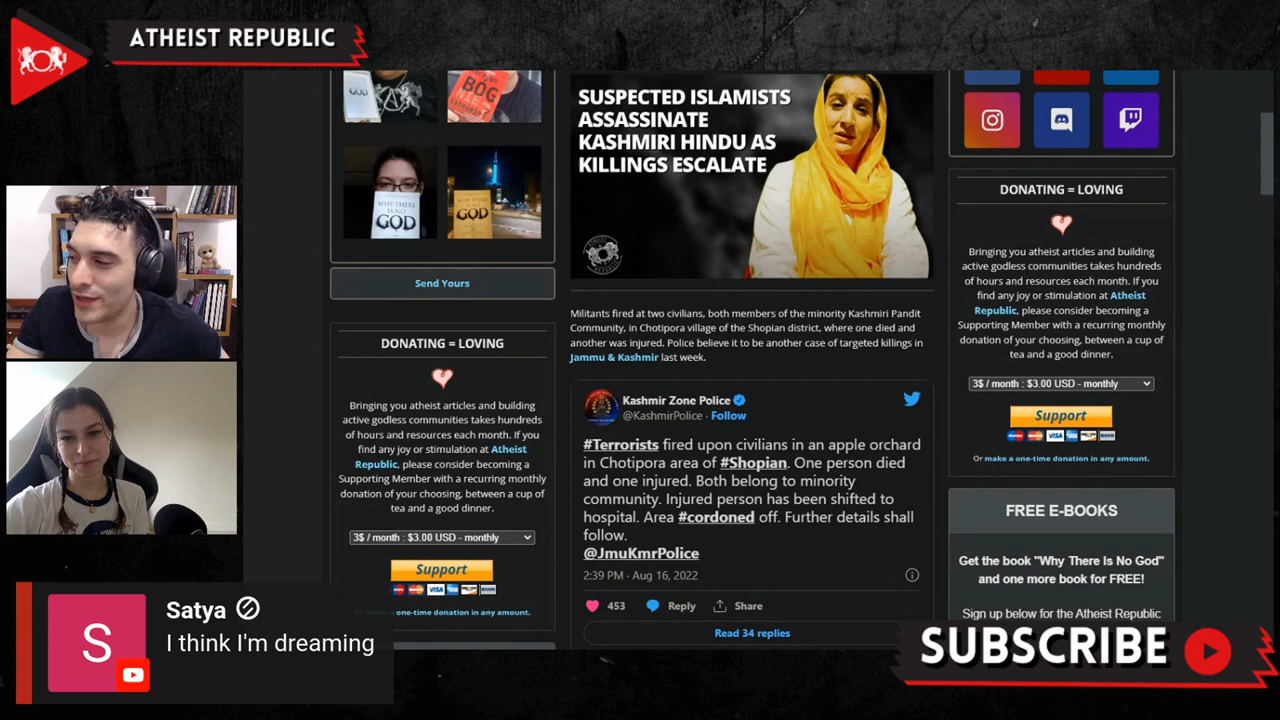 ATHEIST REPUBLIC
GOD
BOG
NIE
WHY THERE
IS NO
GOD
WHY THERE
IS NO
GOD
Send Yours
DONATING = LOVING
Bringing you atheist articles and building
active godless communities takes hundreds
of hours and resources each month. If you
find any joy or stimulation at Atheist
Republic, please consider becoming a
Supporting Member with a recurring monthly
donation of your choosing, between a cup of
tea and a good dinner.
3$ / month : $3.00 USD - monthly
Support
VISA
BANK
Or make a one-time donation in any amount.
SUSPECTED ISLAMISTS
ASSASSINATE
KASHMIRI HINDU AS
KILLINGS ESCALATE
Militants fired at two civilians, both members of the minority Kashmiri Pandit
Community, in Chotipora village of the Shopian district, where one died and
another was injured. Police believe it to be another case of targeted killings in
Jammu & Kashmir last week.
Kashmir Zone Police
@KashmirPolice · Follow
#Terrorists fired upon civilians in an apple orchard
in Chotipora area of #Shopian. One person died
and one injured. Both belong to minority
community. Injured person has been shifted to
hospital. Area #cordoned off. Further details shall
follow.
@JmuKmrPolice
2:39 PM · Aug 16, 2022
453 Reply Share
Read 34 replies
DONATING = LOVING
Bringing you atheist articles and building
active godless communities takes hundreds
of hours and resources each month. If you
find any joy or stimulation at Atheist
Republic, please consider becoming a
Supporting Member with a recurring monthly
donation of your choosing, between a cup of
tea and a good dinner.
3$ / month : $3.00 USD - monthly
Support
VISA
BANK
Or make a one-time donation in any amount.
FREE E-BOOKS
Get the book "Why There Is No God"
and one more book for FREE!
Sign up below for the Atheist Republic
S
Satya
I think I'm dreaming
SUBSCRIBE